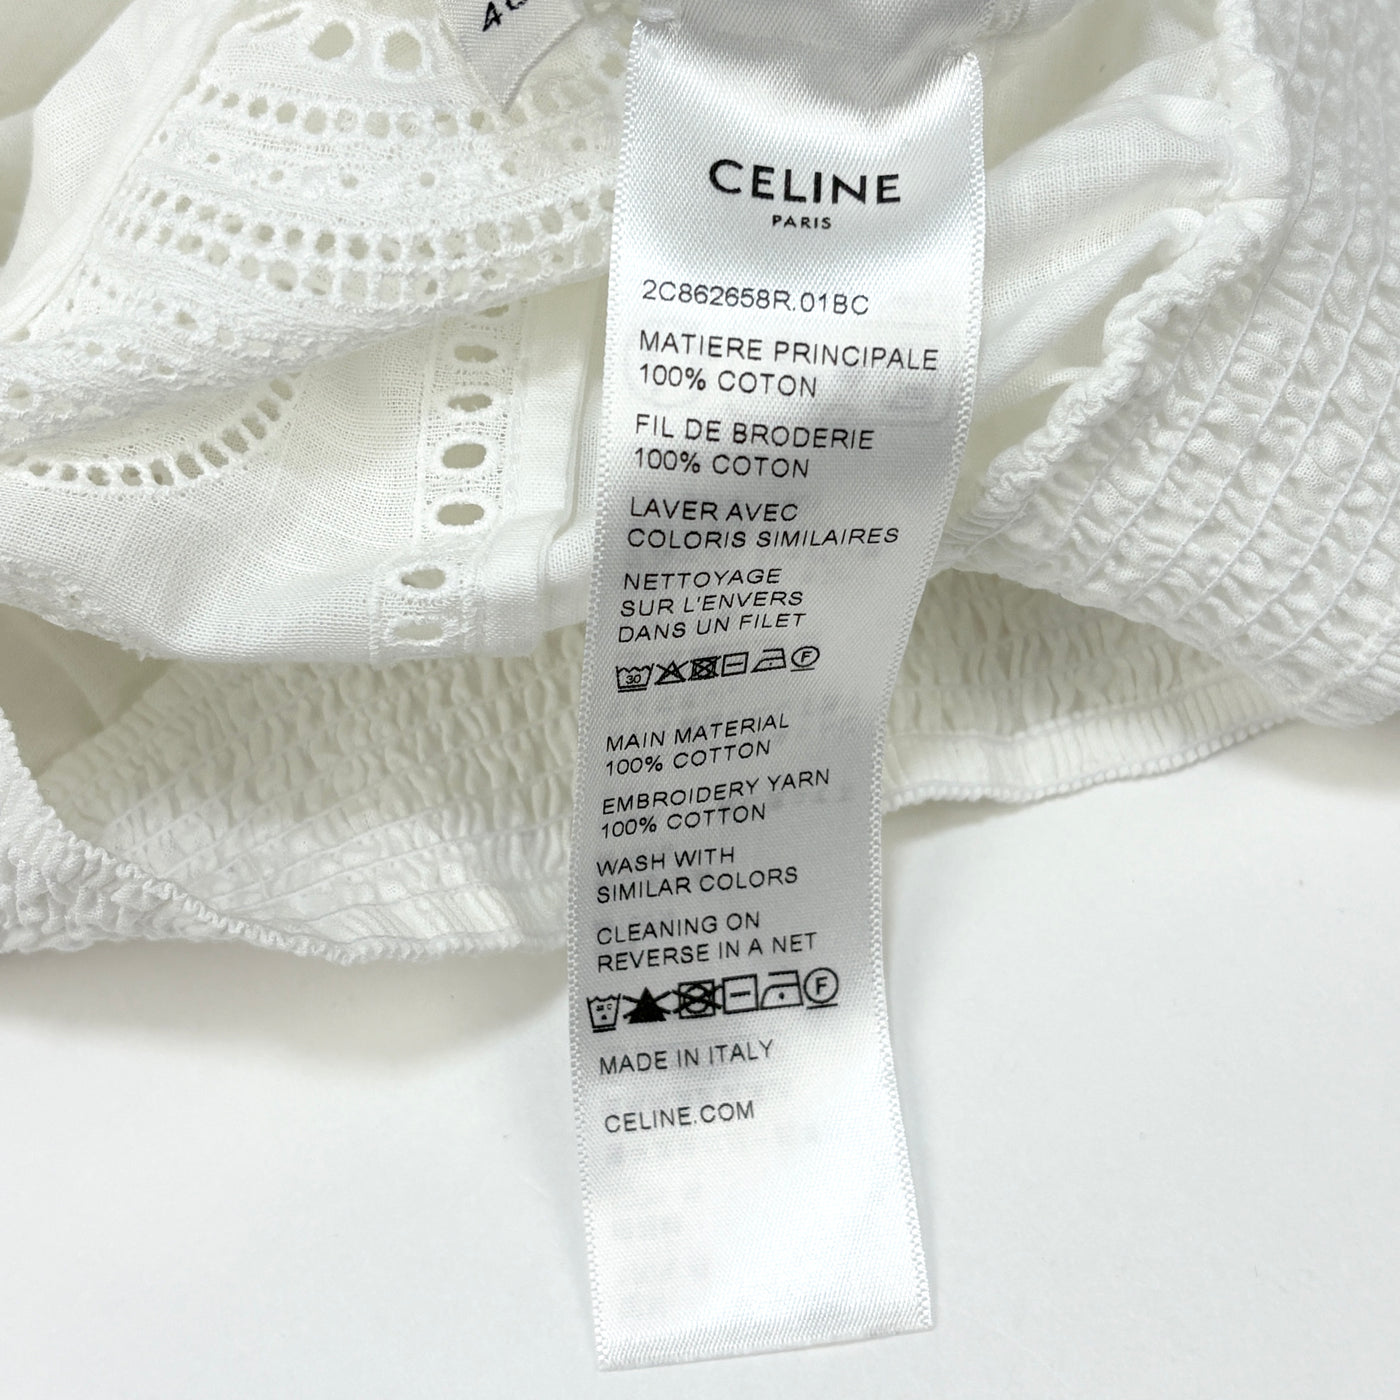 CELINE
PARIS
2C862658R.01BC
MATIERE PRINCIPALE
100% COTON
FIL DE BRODERIE
100% COTON
LAVER AVEC
COLORIS SIMILAIRES
NETTOYAGE
SUR L'ENVERS
DANS UN FILET
30
F
MAIN MATERIAL
100% COTTON
EMBROIDERY YARN
100% COTTON
WASH WITH
SIMILAR COLORS
CLEANING ON
REVERSE IN A NET
F
MADE IN ITALY
CELINE.COM